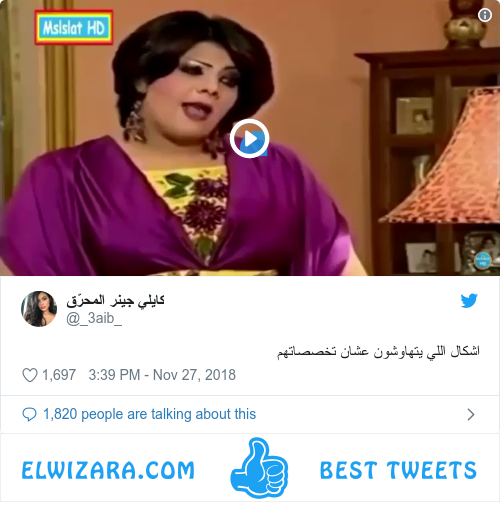 Mslslat HD
كايلي جينر المحرّق
@_3aib_
اشكال اللي يتهاوشون عشان تخصصاتهم
1,697 3:39 PM - Nov 27, 2018
1,820 people are talking about this
ELWIZARA.COM BEST TWEETS